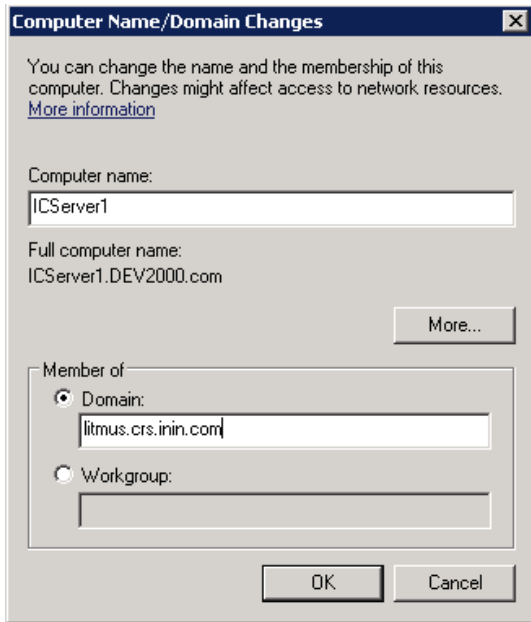 Computer Name/Domain Changes
You can change the name and the membership of this
computer. Changes might affect access to network resources.
More information
Computer name:
ICServer1
Full computer name:
ICServer1.DEV2000.com
More...
Member of
Domain:
litmus.crs.inin.com
Workgroup:
OK
Cancel